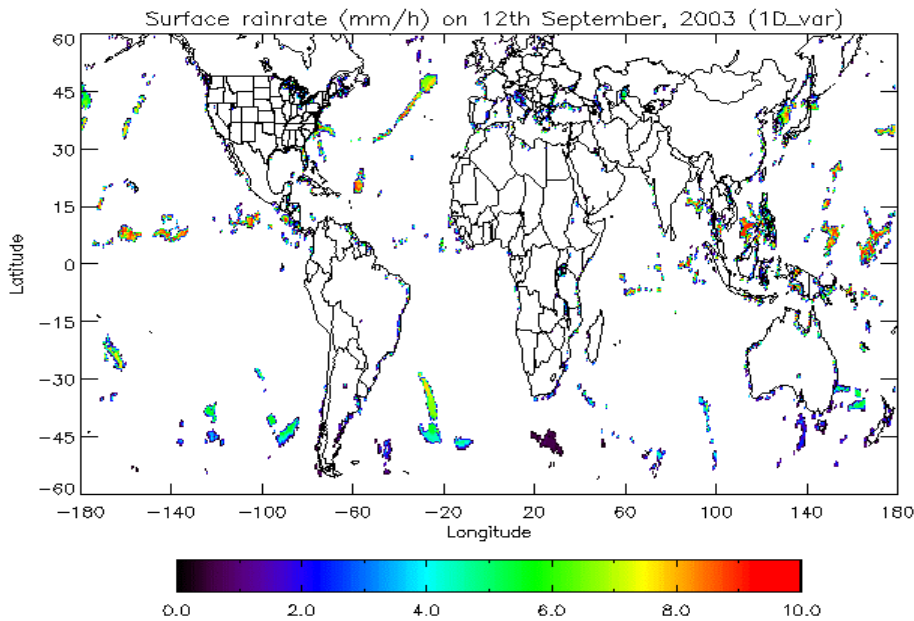 Surface rainrate (mm/h) on 12th September, 2003 (1D_var)
60
45
30
15
0
−15
−30
−45
−60
Latitude
−180 −140 −100 −60 −20 20 60 100 140 180
Longitude
0.0 2.0 4.0 6.0 8.0 10.0